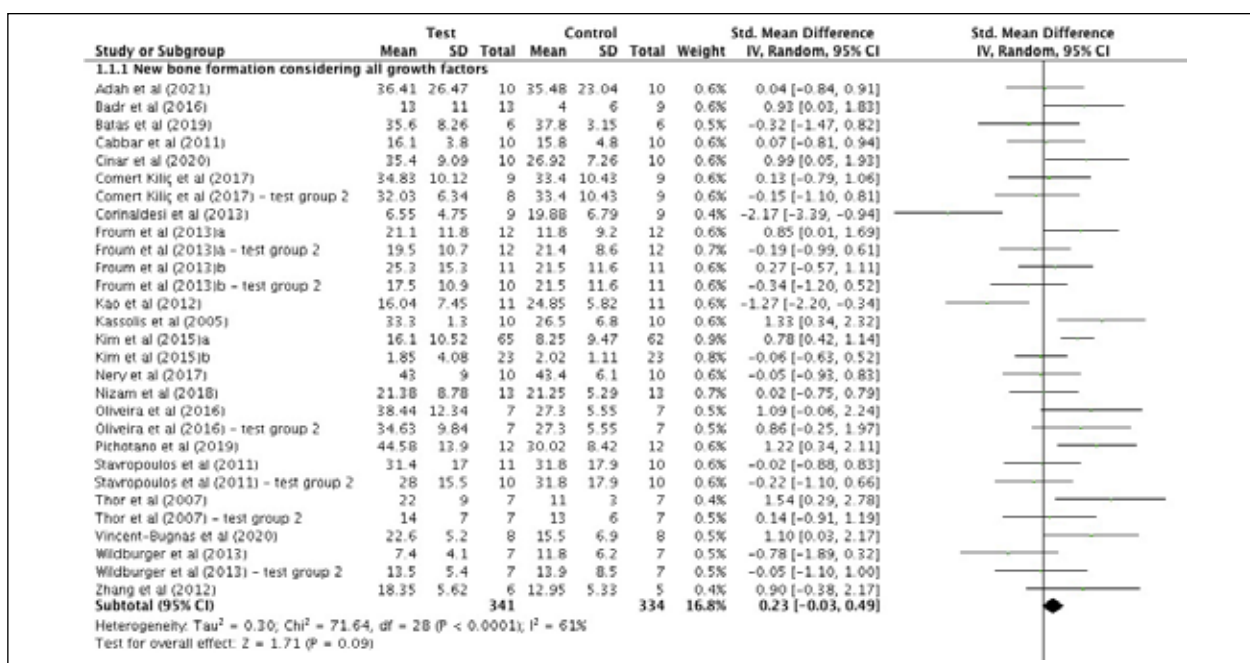 Test Control Std. Mean Difference Std. Mean Difference
Study or Subgroup Mean SD Total Mean SD Total Weight IV, Random, 95% CI IV, Random, 95% CI
1.1.1 New bone formation considering all growth factors
Adah et al (2021) 36.41 26.47 10 35.48 23.04 10 0.6% 0.04 [-0.84, 0.91]
Badr et al (2016) 13 11 13 4 6 9 0.6% 0.93 [0.03, 1.83]
Batas et al (2019) 35.6 8.26 6 37.8 3.15 6 0.5% -0.32 [-1.47, 0.82]
Cabbar et al (2011) 16.1 3.8 10 15.8 4.8 10 0.6% 0.07 [-0.81, 0.94]
Cinar et al (2020) 35.4 9.09 10 26.92 7.26 10 0.6% 0.99 [0.05, 1.93]
Comert Kiliç et al (2017) 34.83 10.12 9 33.4 10.43 9 0.6% 0.13 [-0.79, 1.06]
Comert Kiliç et al (2017) – test group 2 32.03 6.34 8 33.4 10.43 9 0.6% -0.15 [-1.10, 0.81]
Corinaldesi et al (2013) 6.55 4.75 9 19.88 6.79 9 0.4% -2.17 [-3.39, -0.94]
Froum et al (2013)a 21.1 11.8 12 11.8 9.2 12 0.6% 0.85 [0.01, 1.69]
Froum et al (2013)a – test group 2 19.5 10.7 12 21.4 8.6 12 0.7% -0.19 [-0.99, 0.61]
Froum et al (2013)b 25.3 15.3 11 21.5 11.6 11 0.6% 0.27 [-0.57, 1.11]
Froum et al (2013)b – test group 2 17.5 10.9 10 21.5 11.6 11 0.6% -0.34 [-1.20, 0.52]
Kao et al (2012) 16.04 7.45 11 24.85 5.82 11 0.6% -1.27 [-2.20, -0.34]
Kassolis et al (2005) 33.3 1.3 10 26.5 6.8 10 0.6% 1.33 [0.34, 2.32]
Kim et al (2015)a 16.1 10.52 65 8.25 9.47 62 0.9% 0.78 [0.42, 1.14]
Kim et al (2015)b 1.85 4.08 23 2.02 1.11 23 0.8% -0.06 [-0.63, 0.52]
Nery et al (2017) 43 9 10 43.4 6.1 10 0.6% -0.05 [-0.93, 0.83]
Nizam et al (2018) 21.38 8.78 13 21.25 5.29 13 0.7% 0.02 [-0.75, 0.79]
Oliveira et al (2016) 38.44 12.34 7 27.3 5.55 7 0.5% 1.09 [-0.06, 2.24]
Oliveira et al (2016) – test group 2 34.63 9.84 7 27.3 5.55 7 0.5% 0.86 [-0.25, 1.97]
Pichotano et al (2019) 44.58 13.9 12 30.02 8.42 12 0.6% 1.22 [0.34, 2.11]
Stavropoulos et al (2011) 31.4 17 11 31.8 17.9 10 0.6% -0.02 [-0.88, 0.83]
Stavropoulos et al (2011) – test group 2 28 15.5 10 31.8 17.9 10 0.6% -0.22 [-1.10, 0.66]
Thor et al (2007) 22 9 7 11 3 7 0.4% 1.54 [0.29, 2.78]
Thor et al (2007) – test group 2 14 7 7 13 6 7 0.5% 0.14 [-0.91, 1.19]
Vincent-Bugnas et al (2020) 22.6 5.2 8 15.5 6.9 8 0.5% 1.10 [0.03, 2.17]
Wildburger et al (2013) 7.4 4.1 7 11.8 6.2 7 0.5% -0.78 [-1.89, 0.32]
Wildburger et al (2013) – test group 2 13.5 5.4 7 13.9 8.5 7 0.5% -0.05 [-1.10, 1.00]
Zhang et al (2012) 18.35 5.62 6 12.95 5.33 5 0.4% 0.90 [-0.38, 2.17]
Subtotal (95% CI) 341 334 16.8% 0.23 [-0.03, 0.49]
Heterogeneity: Tau² = 0.30; Chi² = 71.64, df = 28 (P < 0.0001); I² = 61%
Test for overall effect: Z = 1.71 (P = 0.09)